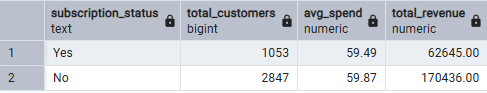 subscription_status total_customers avg_spend total_revenue
text bigint numeric numeric
1 Yes 1053 59.49 62645.00
2 No 2847 59.87 170436.00